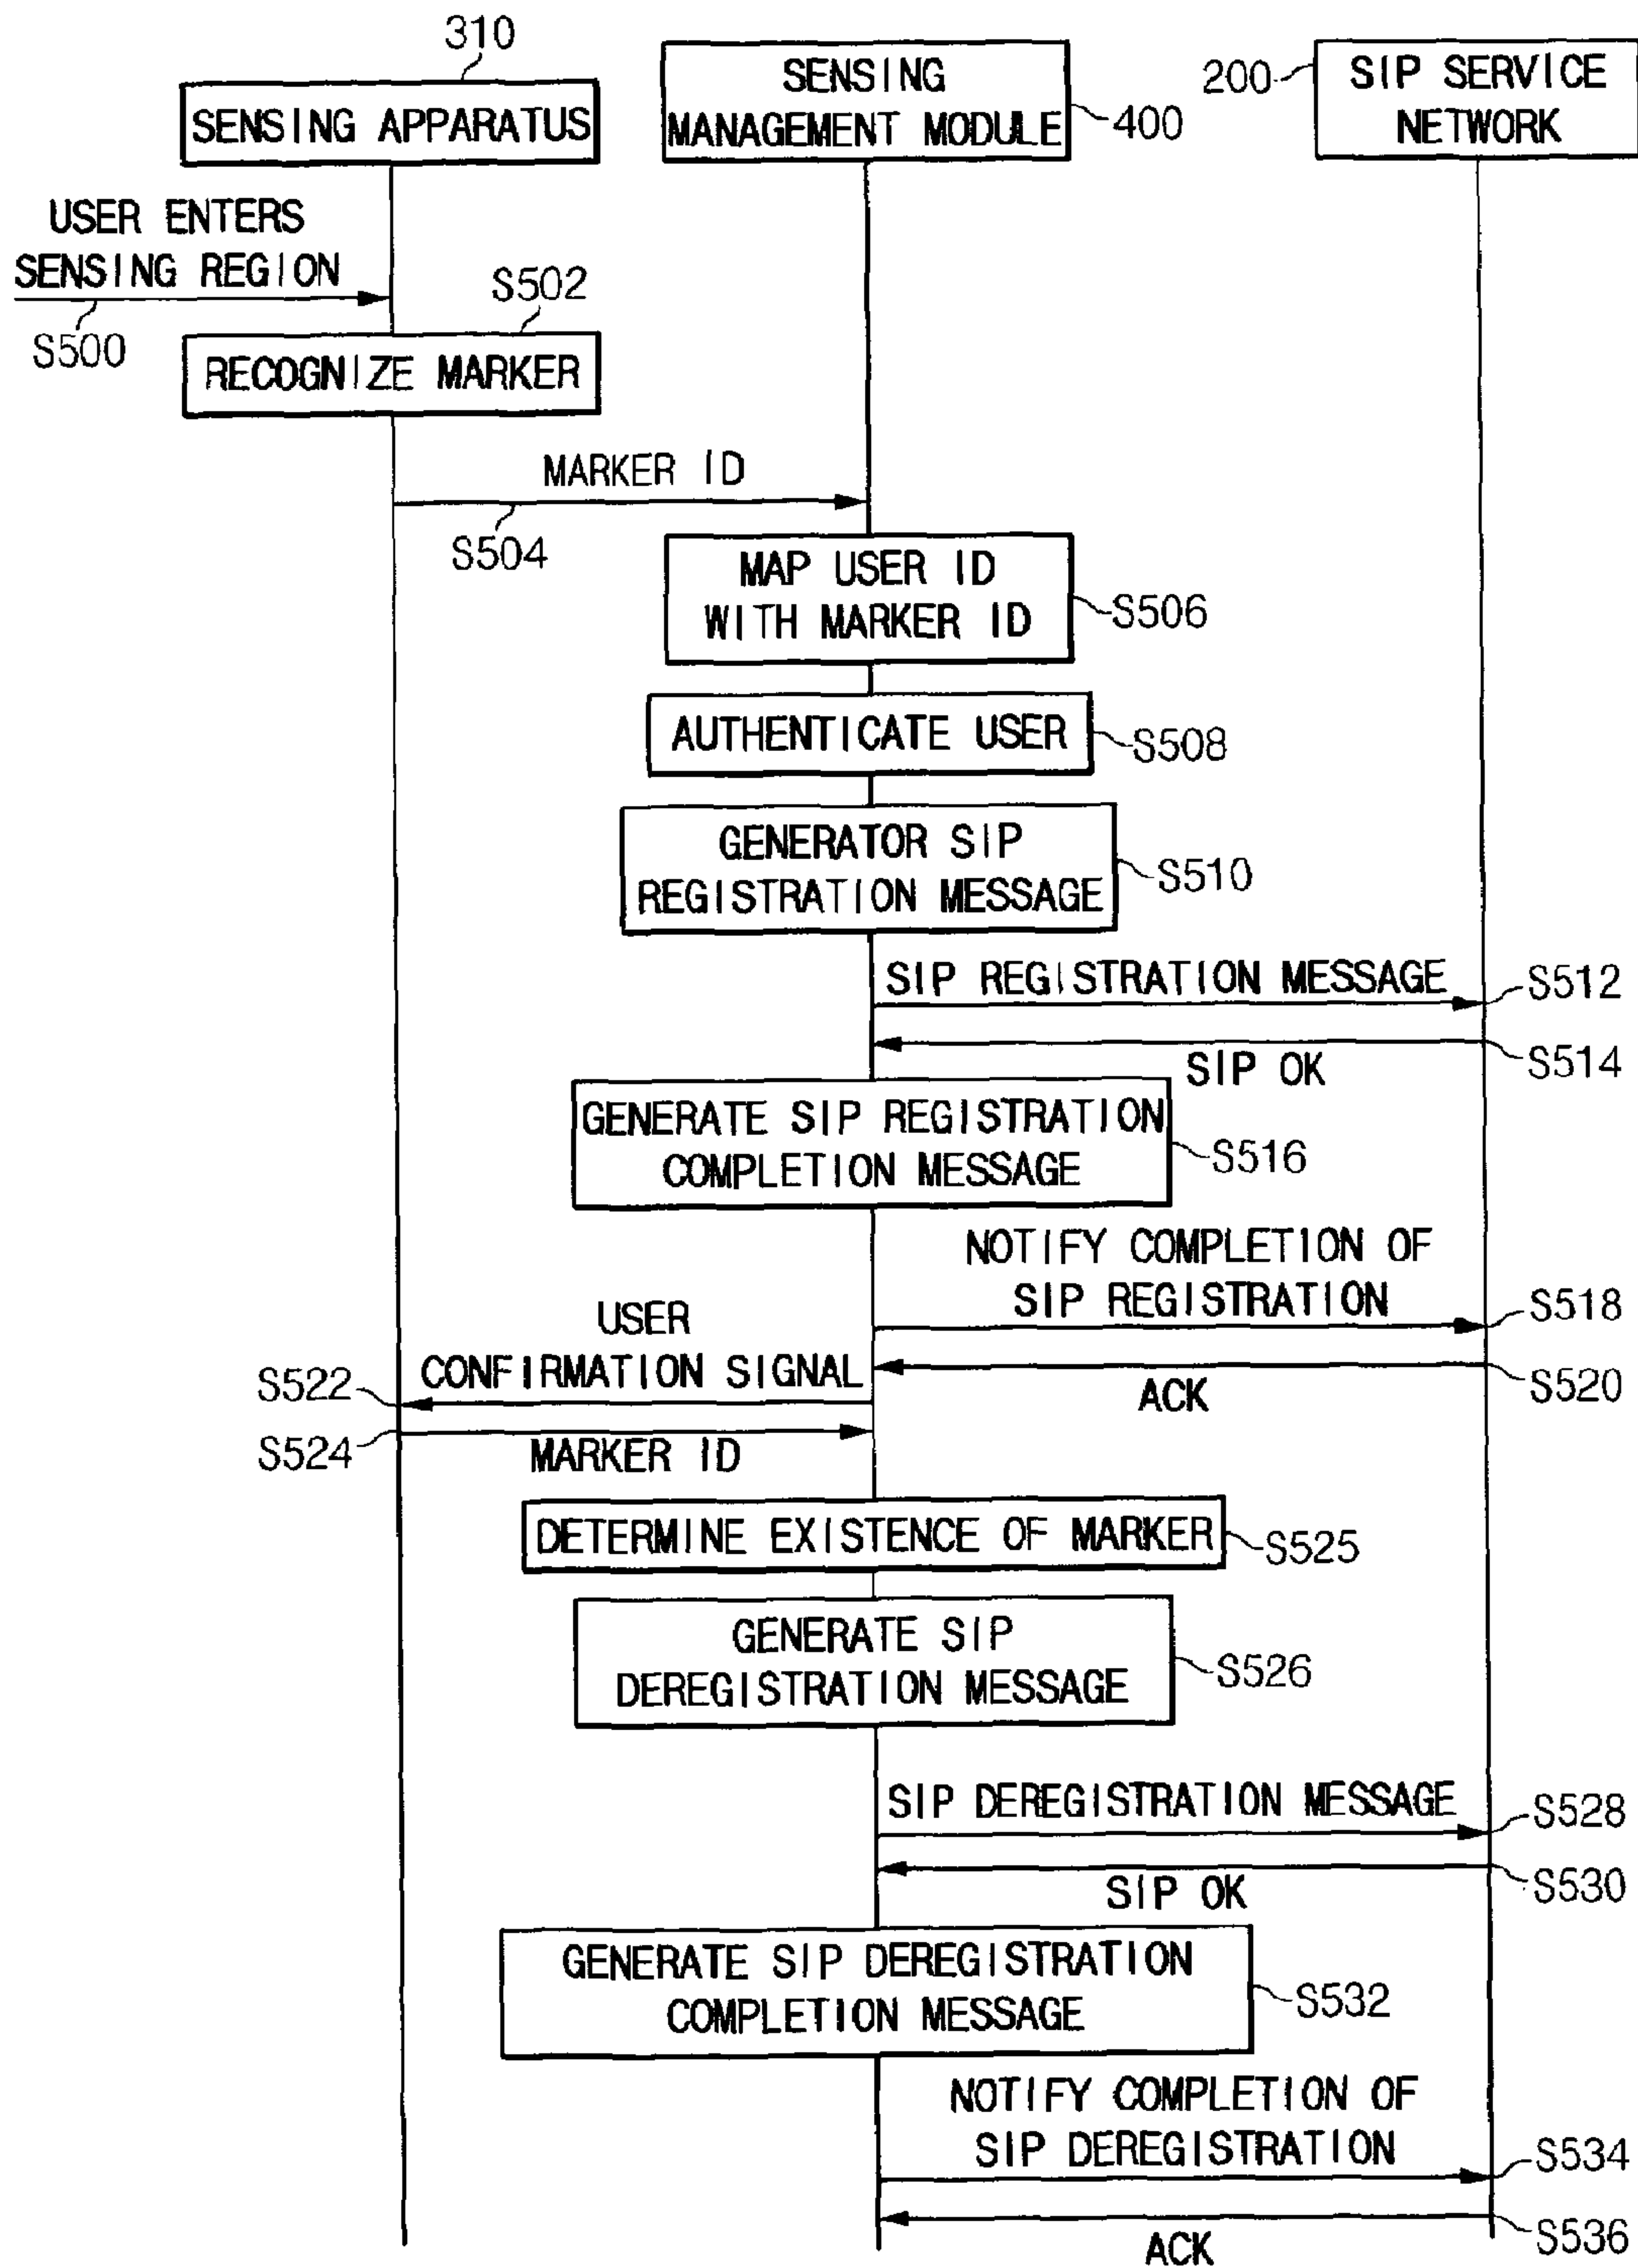 310
SENSING APPARATUS
SENSING
MANAGEMENT MODULE
400
200
SIP SERVICE
NETWORK
USER ENTERS
SENSING REGION
S500
S502
RECOGNIZE MARKER
MARKER ID
S504
MAP USER ID
WITH MARKER ID
S506
AUTHENTICATE USER
S508
GENERATOR SIP
REGISTRATION MESSAGE
S510
SIP REGISTRATION MESSAGE
S512
SIP OK
S514
GENERATE SIP REGISTRATION
COMPLETION MESSAGE
S516
NOTIFY COMPLETION OF
SIP REGISTRATION
S518
USER
CONFIRMATION SIGNAL
S522
ACK
S520
S524
MARKER ID
DETERMINE EXISTENCE OF MARKER
S525
GENERATE SIP
DEREGISTRATION MESSAGE
S526
SIP DEREGISTRATION MESSAGE
S528
SIP OK
S530
GENERATE SIP DEREGISTRATION
COMPLETION MESSAGE
S532
NOTIFY COMPLETION OF
SIP DEREGISTRATION
S534
ACK
S536